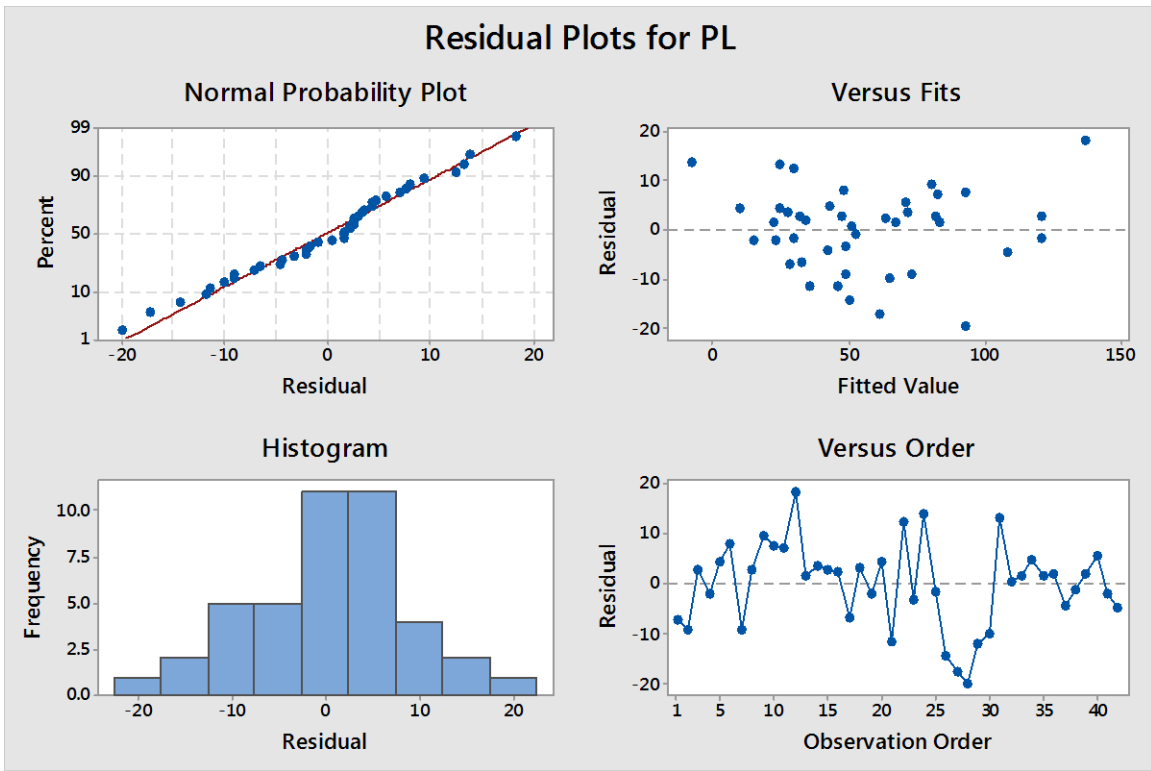 Residual Plots for PL
Normal Probability Plot
99
90
50
10
1
Percent
-20 -10 0 10 20
Residual
Versus Fits
20
10
0
-10
-20
Residual
0 50 100 150
Fitted Value
Histogram
10.0
7.5
5.0
2.5
0.0
Frequency
-20 -10 0 10 20
Residual
Versus Order
20
10
0
-10
-20
Residual
1 5 10 15 20 25 30 35 40
Observation Order